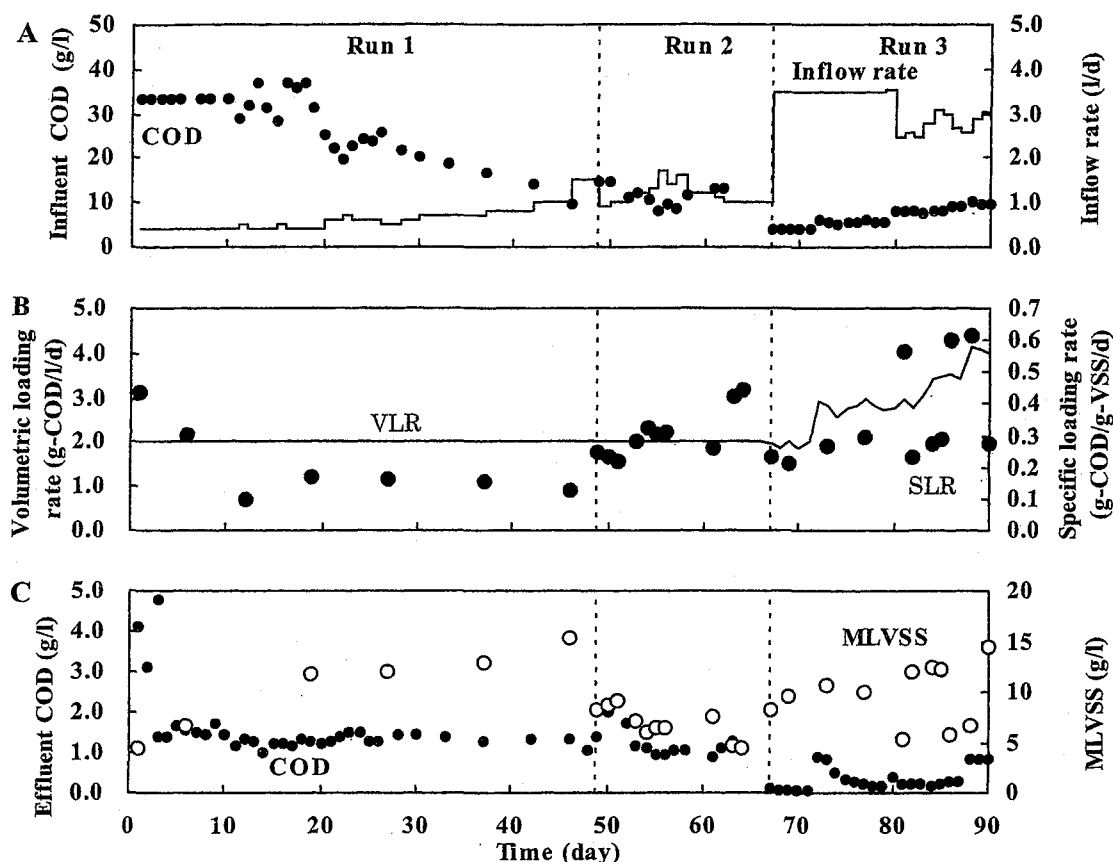 A
Influent COD (g/l)
50
40
30
20
10
0
Run 1
Run 2
Run 3
Inflow rate
COD
5.0
4.0
3.0
2.0
1.0
0.0
Inflow rate (l/d)
B
Volumetric loading
rate (g-COD/l/d)
5.0
4.0
3.0
2.0
1.0
0.0
VLR
SLR
0.7
0.6
0.5
0.4
0.3
0.2
0.1
0.0
Specific loading rate
(g-COD/g-VSS/d)
C
Effluent COD (g/l)
5.0
4.0
3.0
2.0
1.0
0.0
COD
MLVSS
20
15
10
5
0
MLVSS (g/l)
0 10 20 30 40 50 60 70 80 90
Time (day)